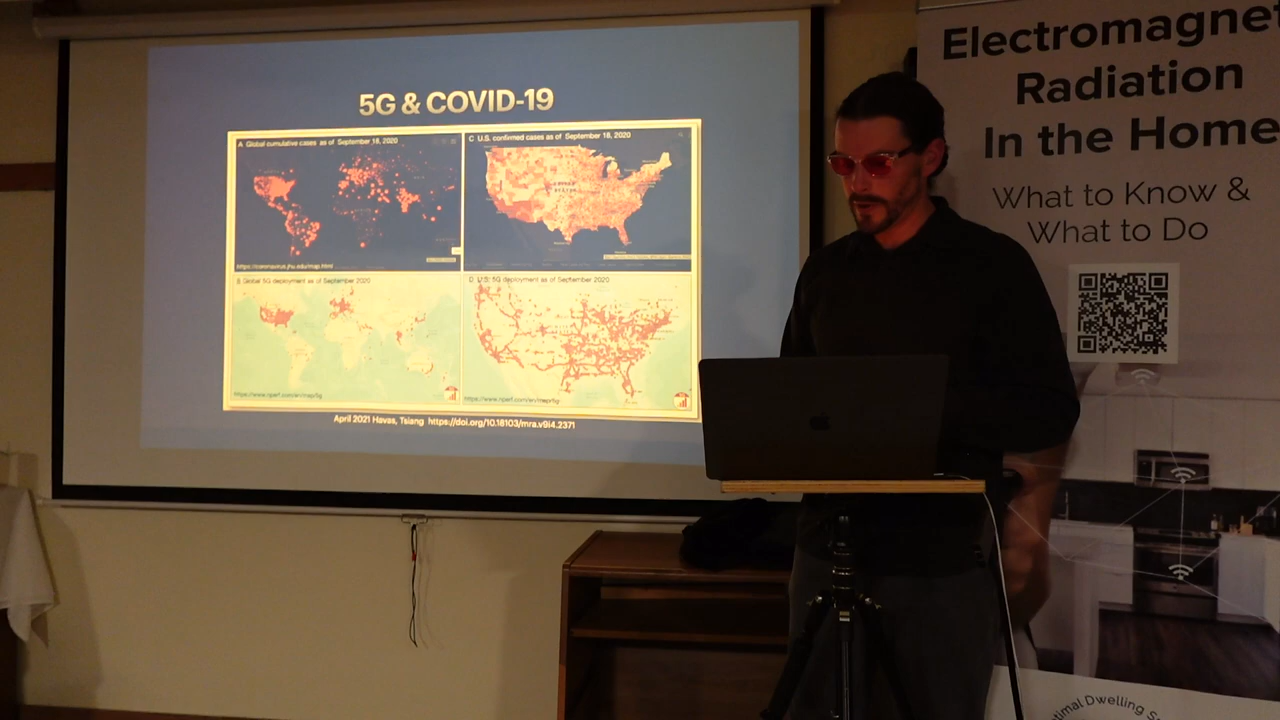 5G & COVID-19
A Global cumulative cases as of September 18, 2020
C U.S. confirmed cases as of September 18, 2020
https://coronavirus.jhu.edu/map.html
B Global 5G deployment as of September 2020
D U.S. 5G deployment as of September 2020
https://www.nperf.com/en/map/5g
https://www.nperf.com/en/map/5g
April 2021 Havas, Tsiang https://doi.org/10.18103/mra.v9i4.2371
Electromagnet
Radiation
In the Home
What to Know &
What to Do
timal Dwelling S